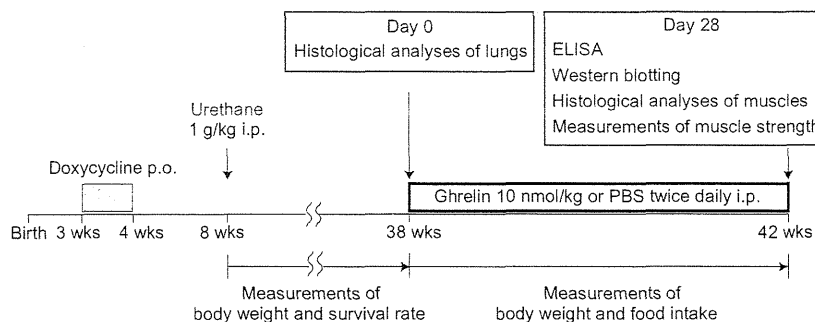 Day 0
Histological analyses of lungs
Day 28
ELISA
Western blotting
Histological analyses of muscles
Measurements of muscle strength
Urethane
1 g/kg i.p.
Doxycycline p.o.
Ghrelin 10 nmol/kg or PBS twice daily i.p.
Birth 3 wks 4 wks 8 wks 38 wks 42 wks
Measurements of
body weight and survival rate
Measurements of
body weight and food intake